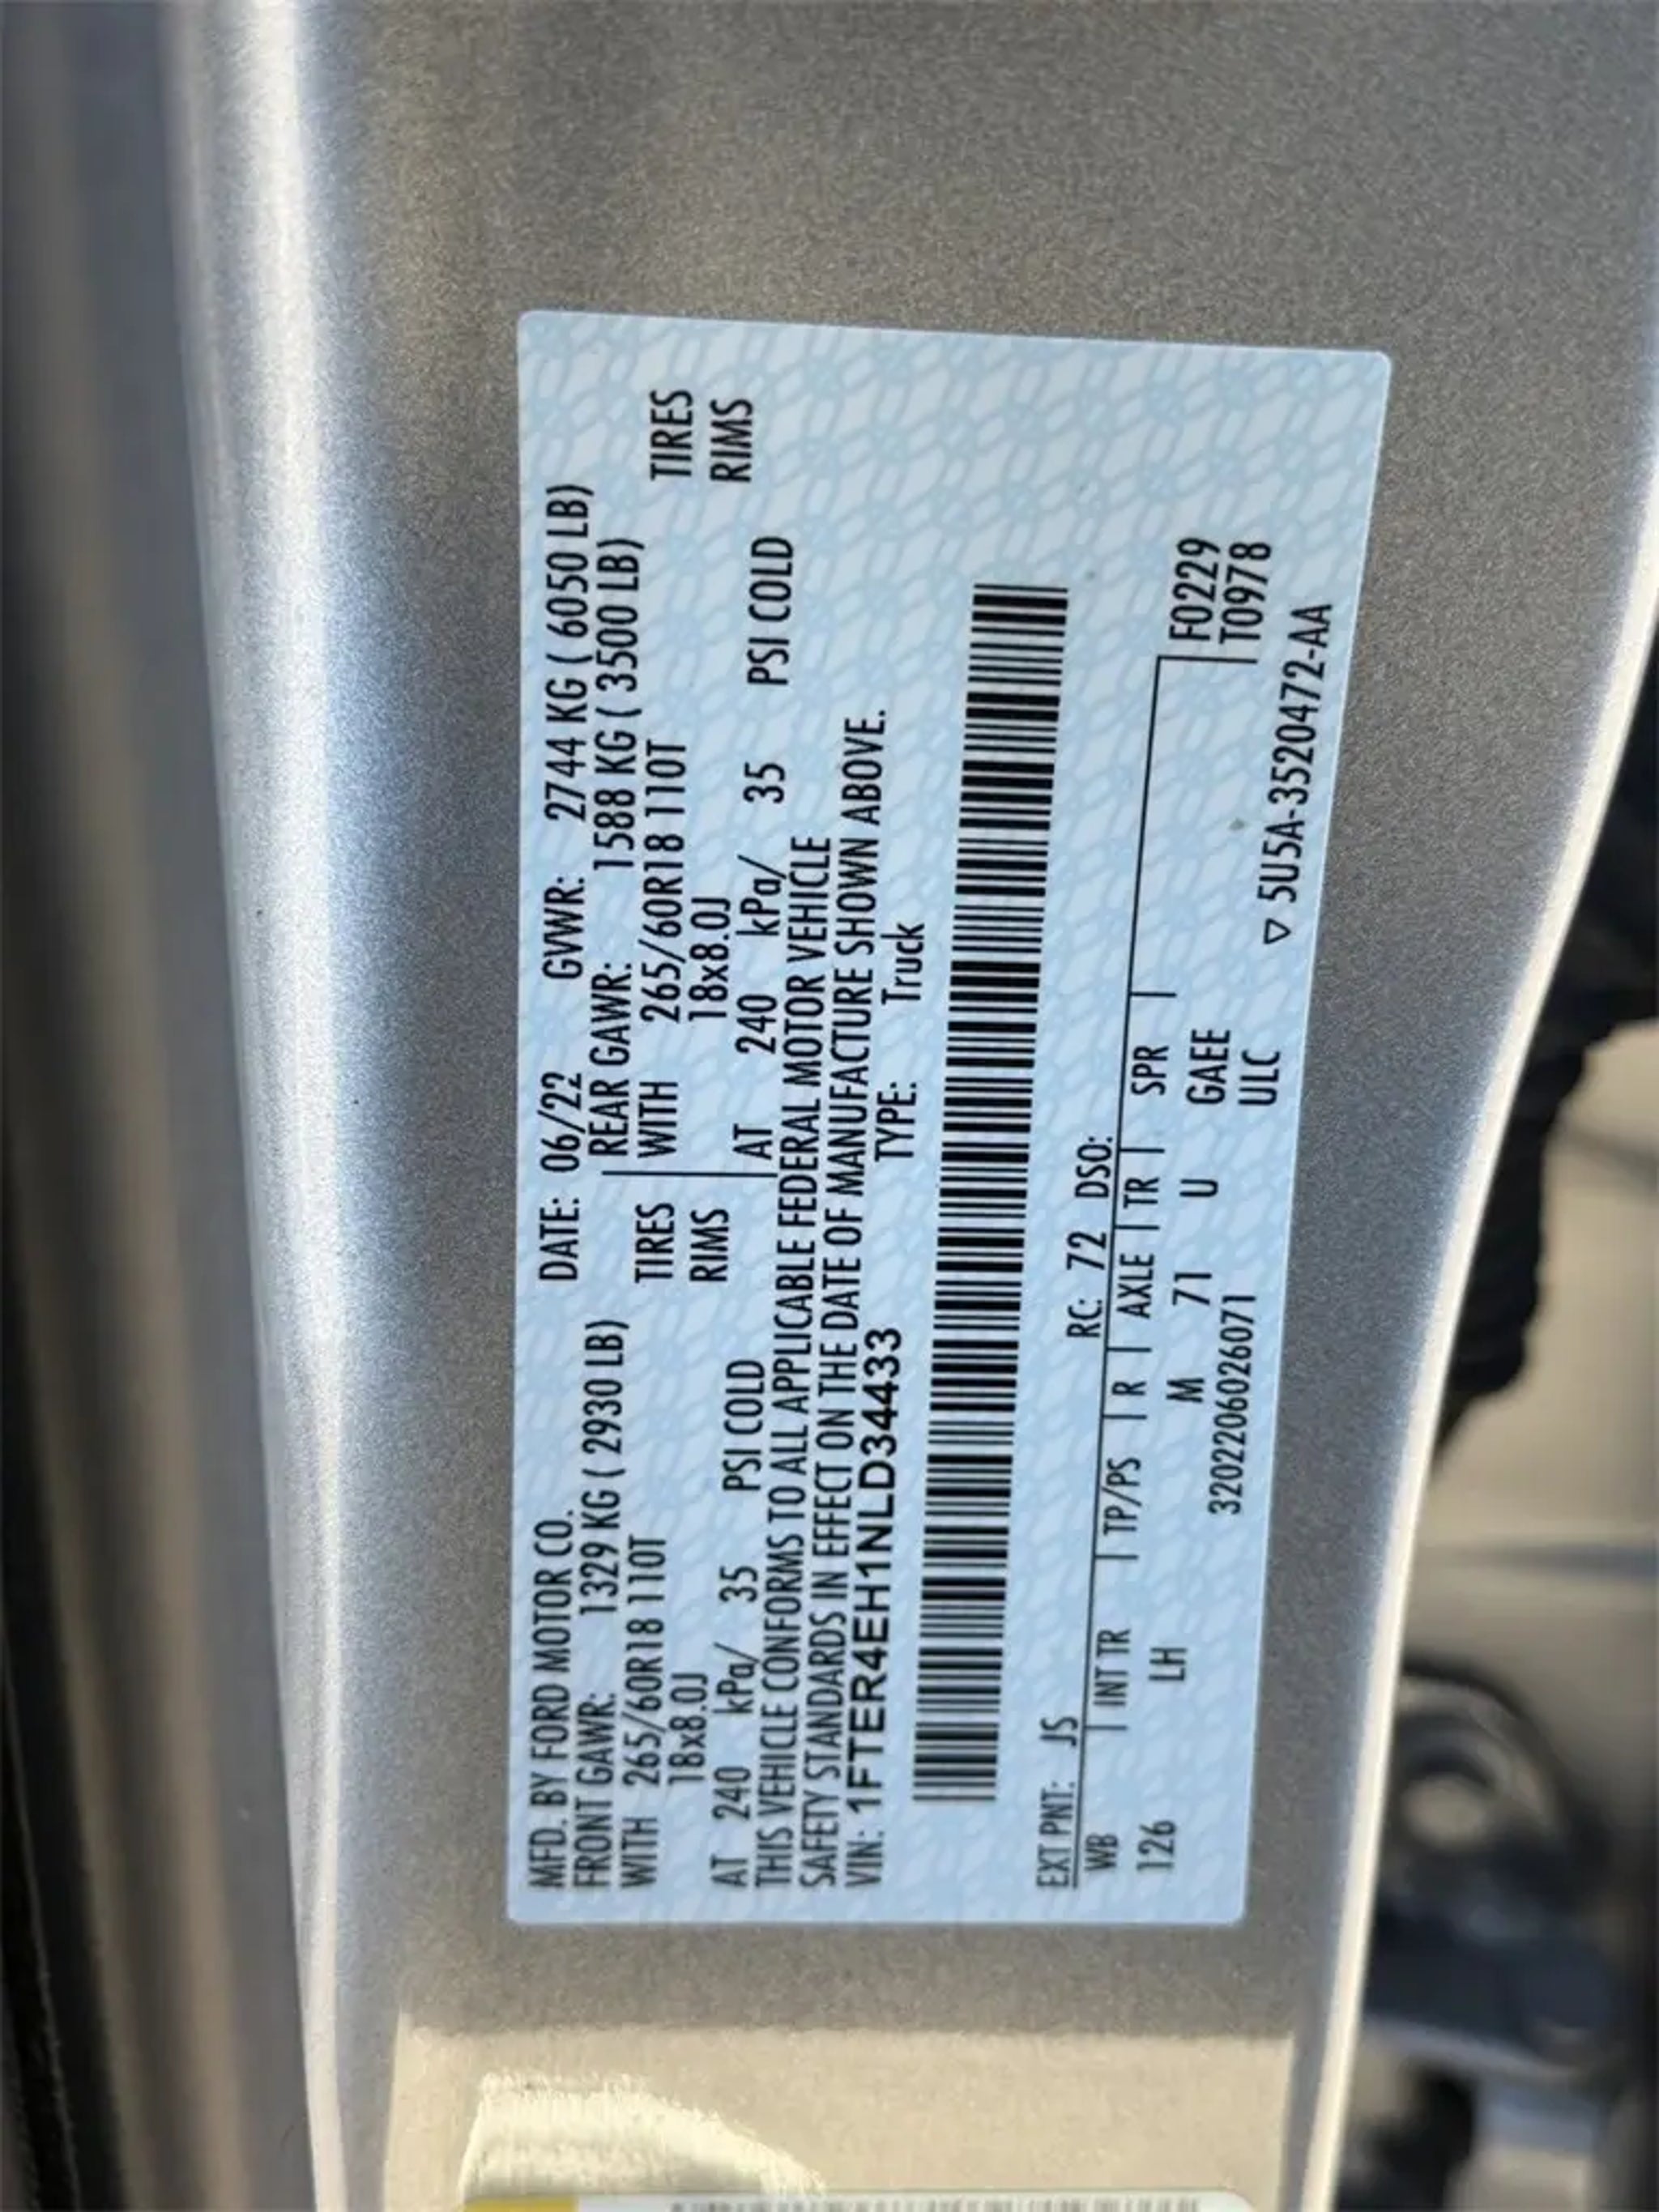 MFD. BY FORD MOTOR CO. DATE: 06/22 GVWR: 2744 KG ( 6050 LB)
FRONT GAWR: 1329 KG ( 2930 LB) REAR GAWR: 1588 KG ( 3500 LB)
WITH 265/60R18 110T TIRES WITH 265/60R18 110T TIRES
18x8.0J RIMS 18x8.0J RIMS
AT 240 kPa/ 35 PSI COLD AT 240 kPa/ 35 PSI COLD
THIS VEHICLE CONFORMS TO ALL APPLICABLE FEDERAL MOTOR VEHICLE
SAFETY STANDARDS IN EFFECT ON THE DATE OF MANUFACTURE SHOWN ABOVE.
VIN: 1FTER4EH1NLD34433 TYPE: Truck
EXT PNT: JS RC: 72 DSO:
WB | INT TR | TP/PS | R | AXLE | TR | SPR |
126 LH M 71 U GAEE F0229
3202206026071 ULC T0978
▽ 5U5A-3520472-AA